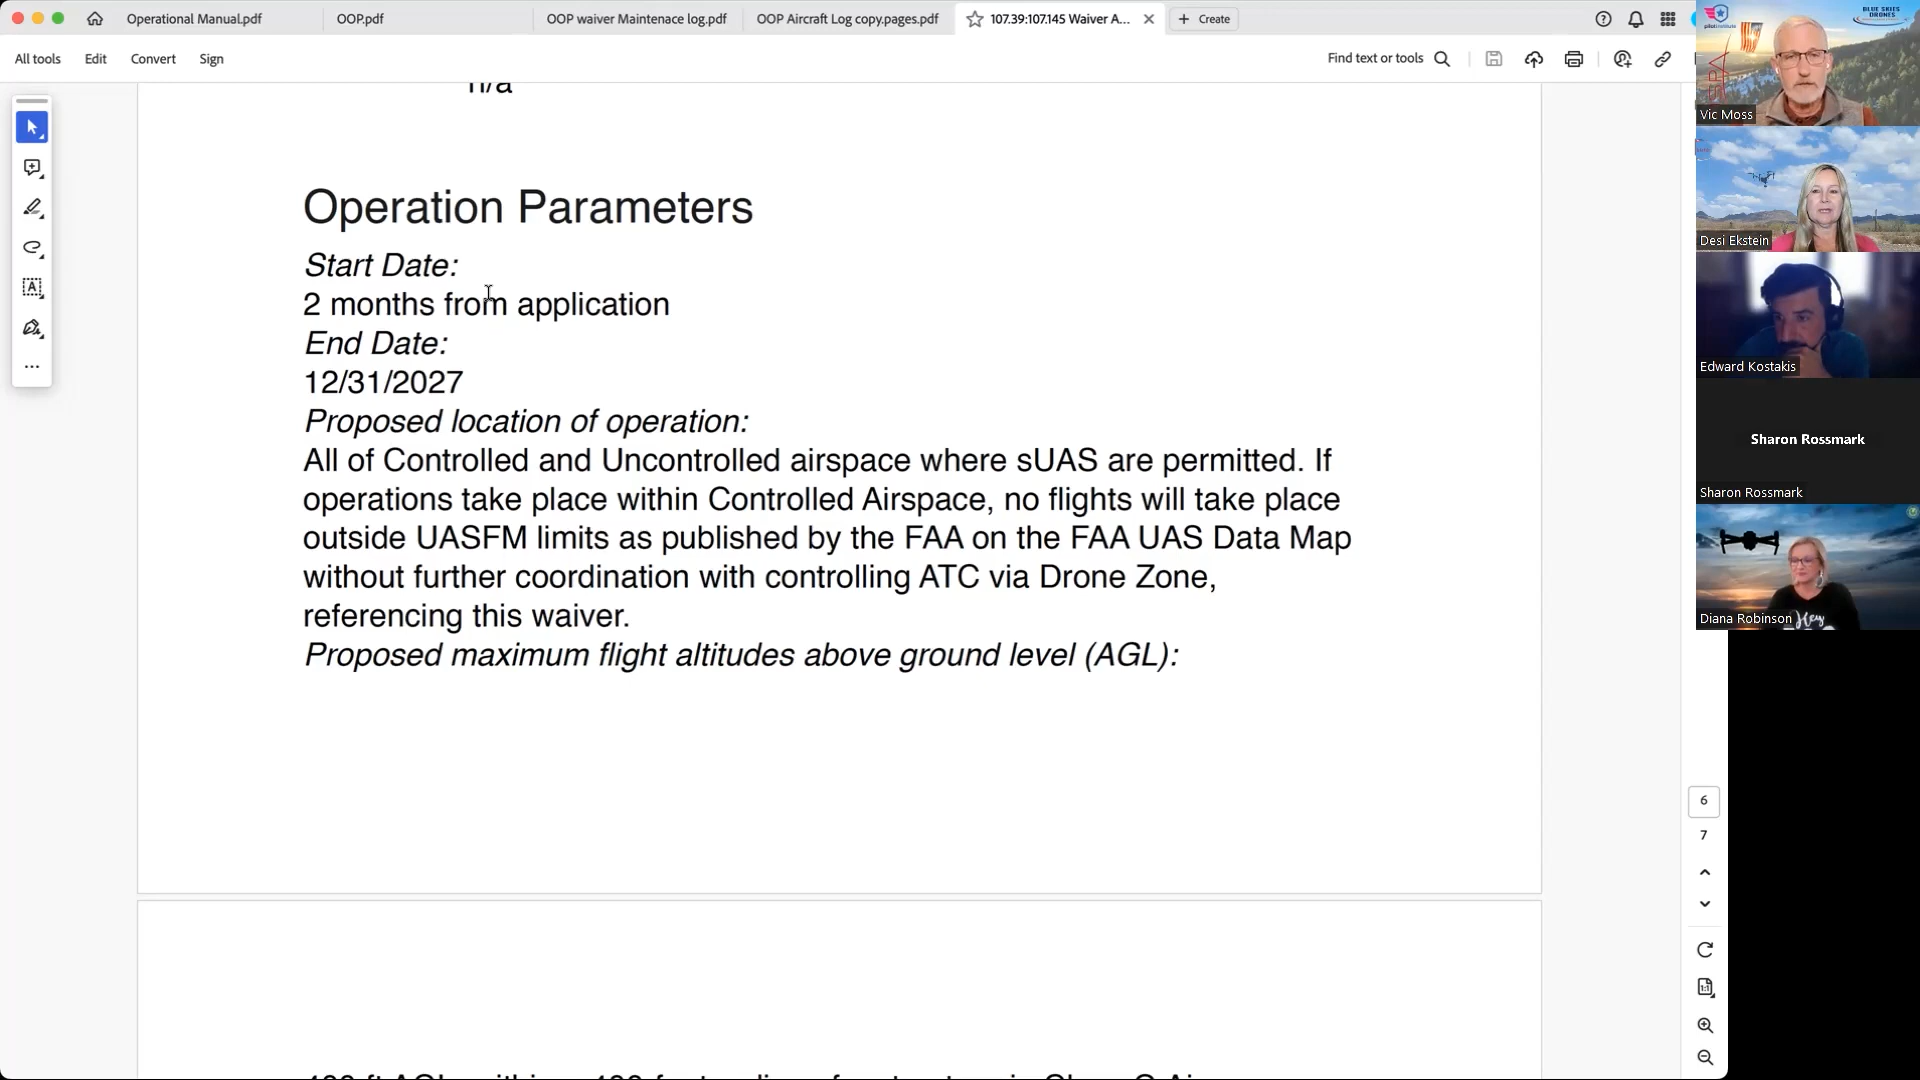 Operational Manual.pdf
OOP.pdf
OOP waiver Maintenace log.pdf
OOP Aircraft Log copy.pages.pdf
107.39:107.145 Waiver A...
Create
All tools
Edit
Convert
Sign
Find text or tools
n/a
Operation Parameters
Start Date:
2 months from application
End Date:
12/31/2027
Proposed location of operation:
All of Controlled and Uncontrolled airspace where sUAS are permitted. If
operations take place within Controlled Airspace, no flights will take place
outside UASFM limits as published by the FAA on the FAA UAS Data Map
without further coordination with controlling ATC via Drone Zone,
referencing this waiver.
Proposed maximum flight altitudes above ground level (AGL):
6
7
BLUE SKIES
DRONES
Vic Moss
Desi Ekstein
Edward Kostakis
Sharon Rossmark
Sharon Rossmark
Hey
Diana Robinson